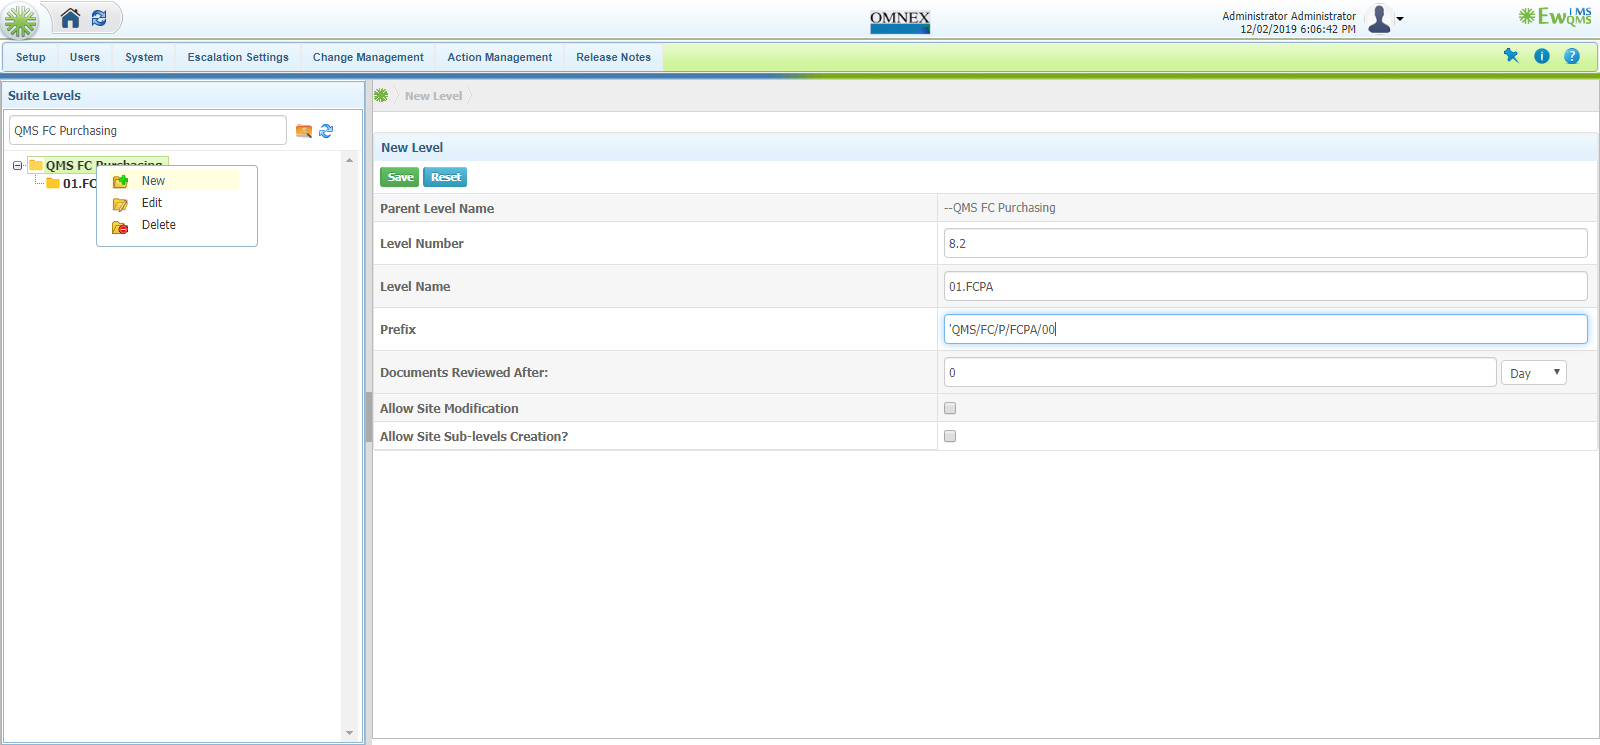 OMNEX
Administrator Administrator
12/02/2019 6:06:42 PM
EwIMS
QMS
Setup Users System Escalation Settings Change Management Action Management Release Notes
Suite Levels
New Level
QMS FC Purchasing
QMS FC Purchasing
01.FC
New
Edit
Delete
New Level
Save Reset
Parent Level Name --QMS FC Purchasing
Level Number 8.2
Level Name 01.FCPA
Prefix 'QMS/FC/P/FCPA/00
Documents Reviewed After: 0 Day
Allow Site Modification
Allow Site Sub-levels Creation?